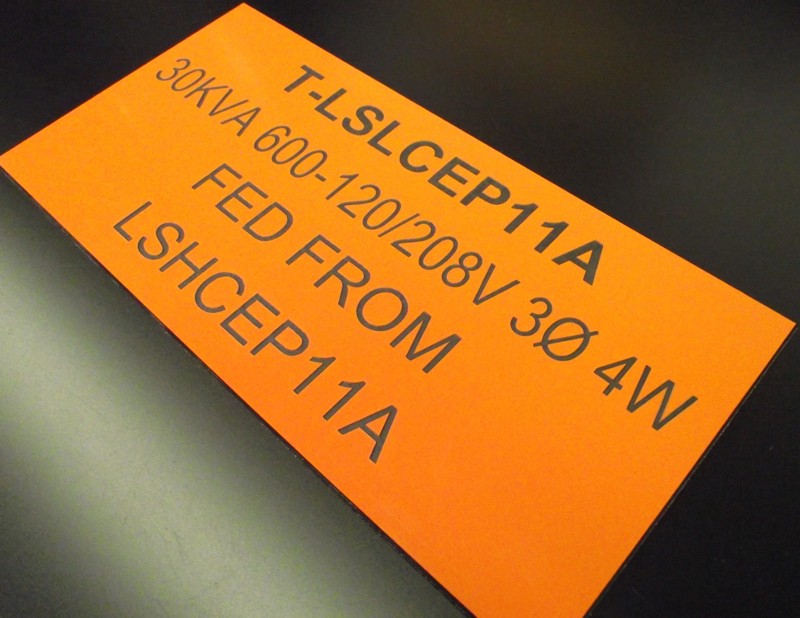 T-LSLCEP11A
30KVA 600-120/208V 3Ø 4W
FED FROM
LSHCEP11A